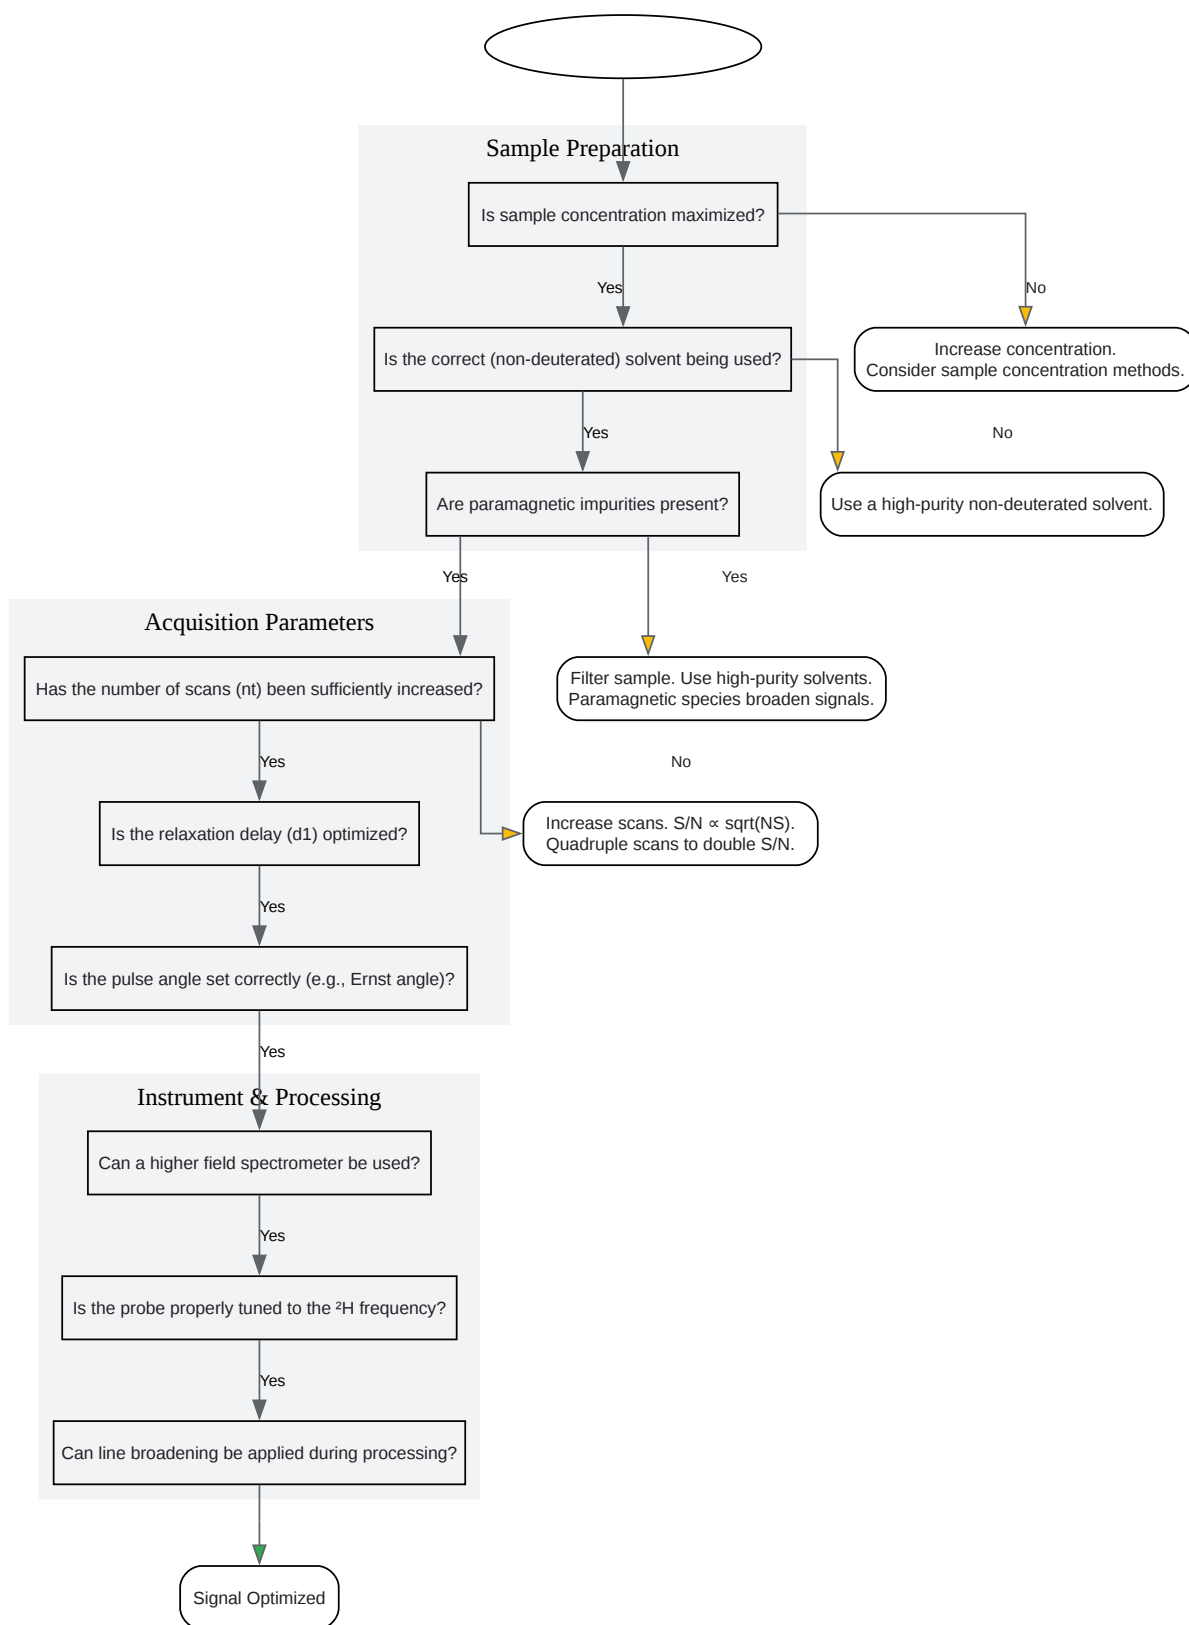 Sample Preparation
Is sample concentration maximized?
Yes
No
Is the correct (non-deuterated) solvent being used?
Increase concentration.
Consider sample concentration methods.
Yes
No
Are paramagnetic impurities present?
Use a high-purity non-deuterated solvent.
Yes
Yes
Acquisition Parameters
Has the number of scans (nt) been sufficiently increased?
Filter sample. Use high-purity solvents.
Paramagnetic species broaden signals.
Yes
No
Is the relaxation delay (d1) optimized?
Increase scans. S/N ∝ sqrt(NS).
Quadruple scans to double S/N.
Yes
Is the pulse angle set correctly (e.g., Ernst angle)?
Yes
Instrument & Processing
Can a higher field spectrometer be used?
Yes
Is the probe properly tuned to the ²H frequency?
Yes
Can line broadening be applied during processing?
Signal Optimized